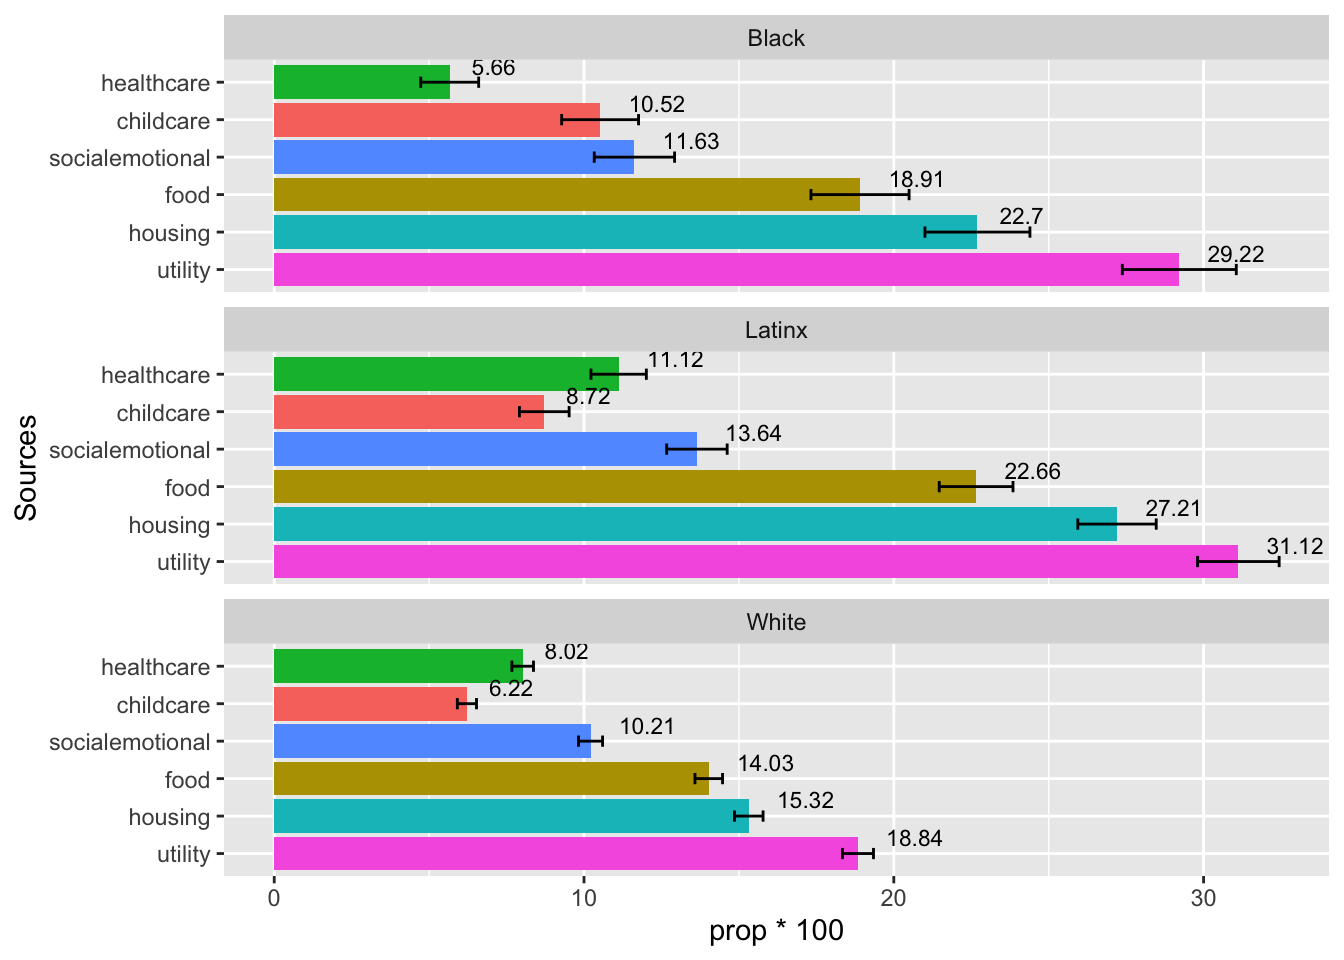 Black
healthcare 5.66
childcare 10.52
socialemotional 11.63
food 18.91
housing 22.7
utility 29.22
Latinx
healthcare 11.12
childcare 8.72
socialemotional 13.64
food 22.66
housing 27.21
utility 31.12
Sources
White
healthcare 8.02
childcare 6.22
socialemotional 10.21
food 14.03
housing 15.32
utility 18.84
0 10 20 30
prop * 100